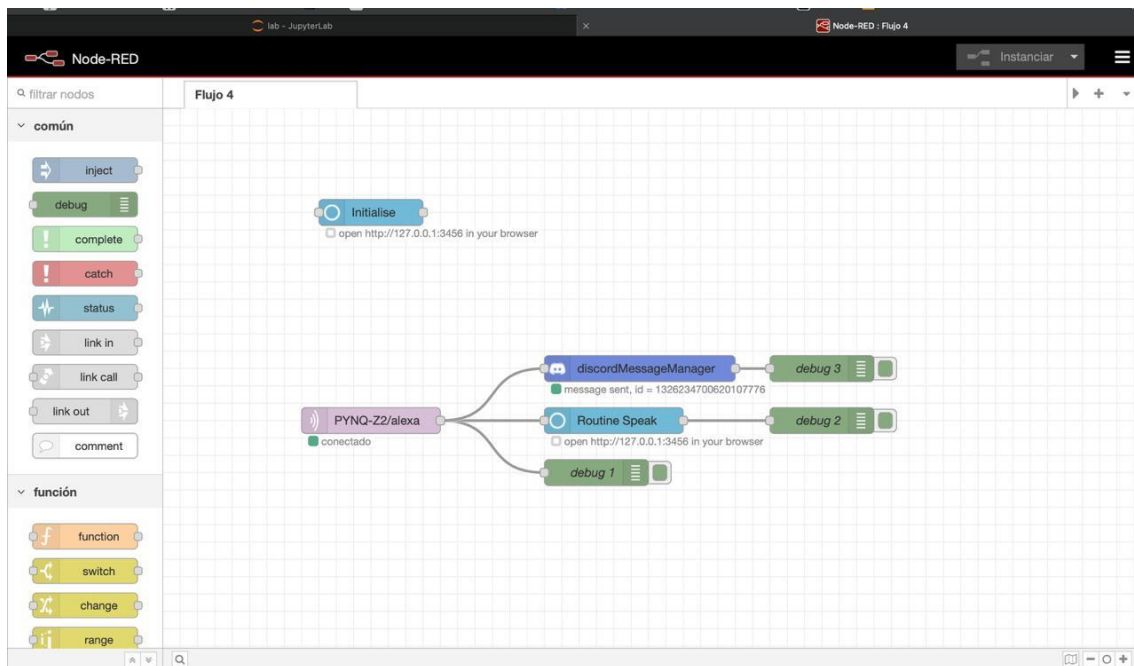 lab - JupyterLab
Node-RED : Flujo 4
Node-RED
Instanciar
filtrar nodos
Flujo 4
común
inject
debug
complete
catch
status
link in
link call
link out
comment
función
function
switch
change
range
Initialise
open http://127.0.0.1:3456 in your browser
discordMessageManager
debug 3
message sent, id = 1326234700620107776
PYNQ-Z2/alexa
conectado
Routine Speak
debug 2
open http://127.0.0.1:3456 in your browser
debug 1